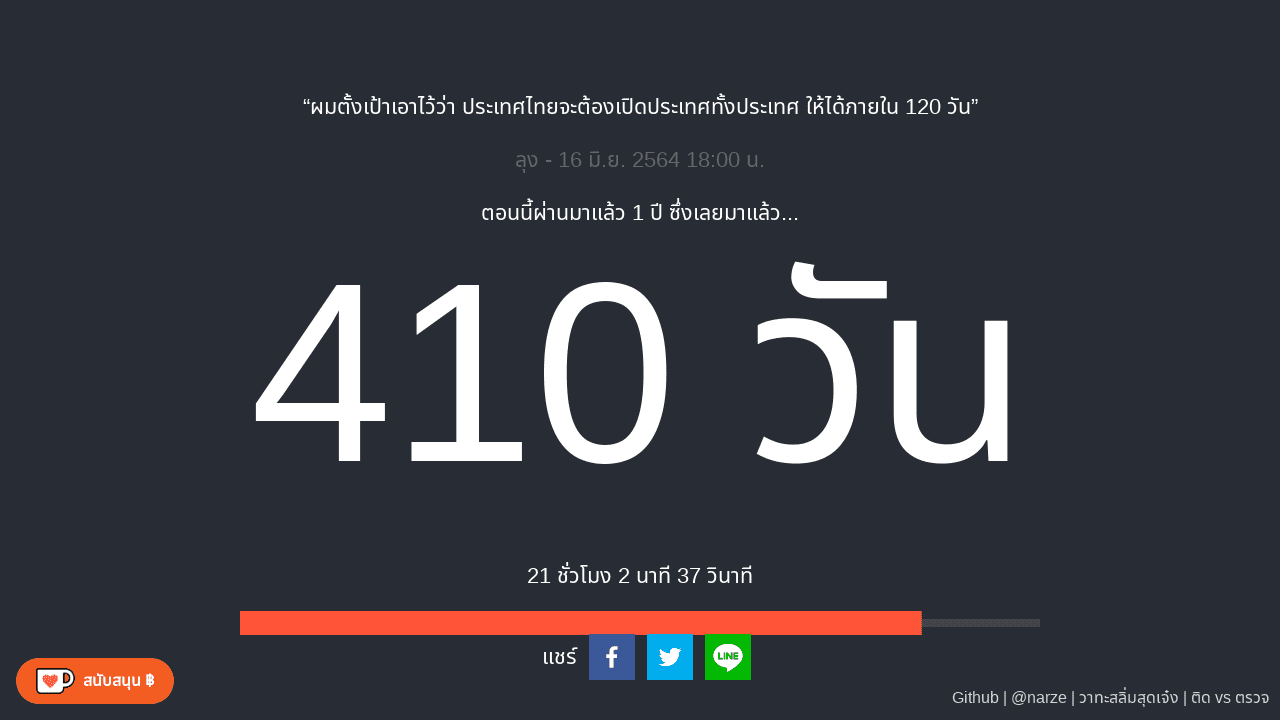 “ผมตั้งเป้าเอาไว้ว่า ประเทศไทยจะต้องเปิดประเทศทั้งประเทศ ให้ได้ภายใน 120 วัน”
ลุง - 16 มิ.ย. 2564 18:00 น.
ตอนนี้ผ่านมาแล้ว 1 ปี ซึ่งเลยมาแล้ว...
410 วัน
21 ชั่วโมง 2 นาที 37 วินาที
แชร์
LINE
สนับสนุน ฿
Github | @narze | วาทะสลิ่มสุดเจ๋ง | ติด vs ตรวจ